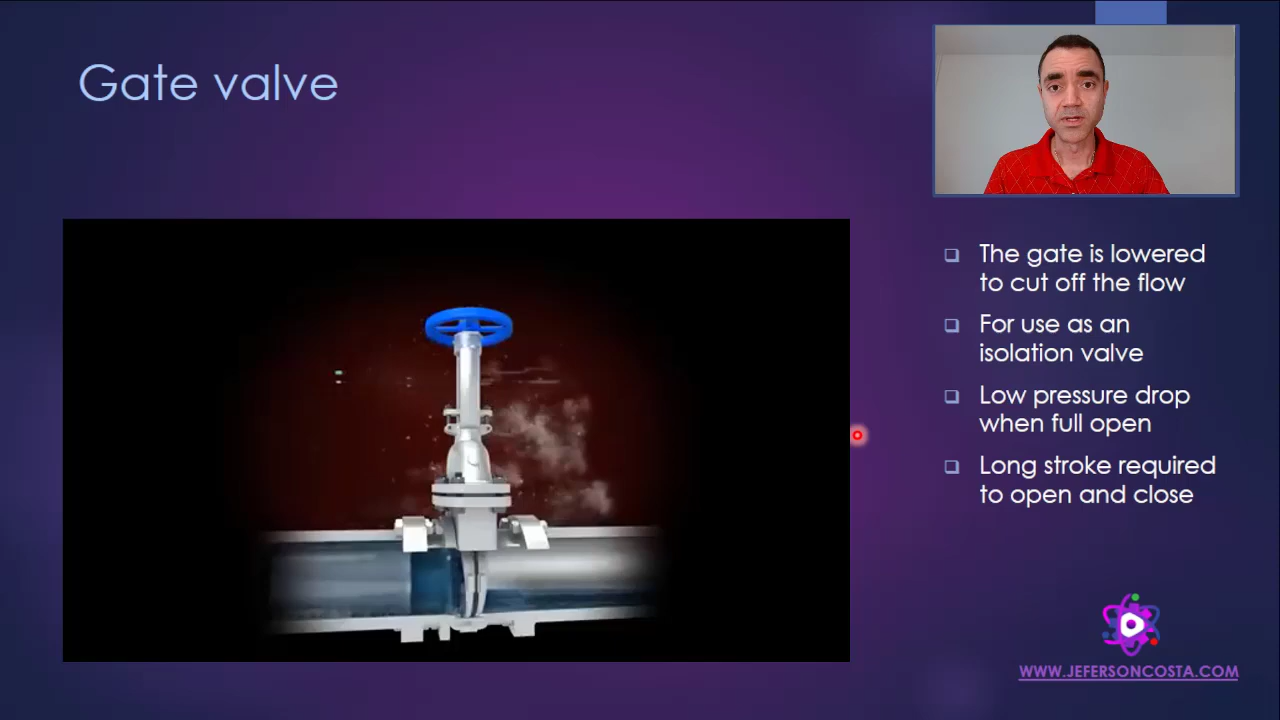 Gate valve
The gate is lowered
to cut off the flow
For use as an
isolation valve
Low pressure drop
when full open
Long stroke required
to open and close
WWW.JEFERSONCOSTA.COM